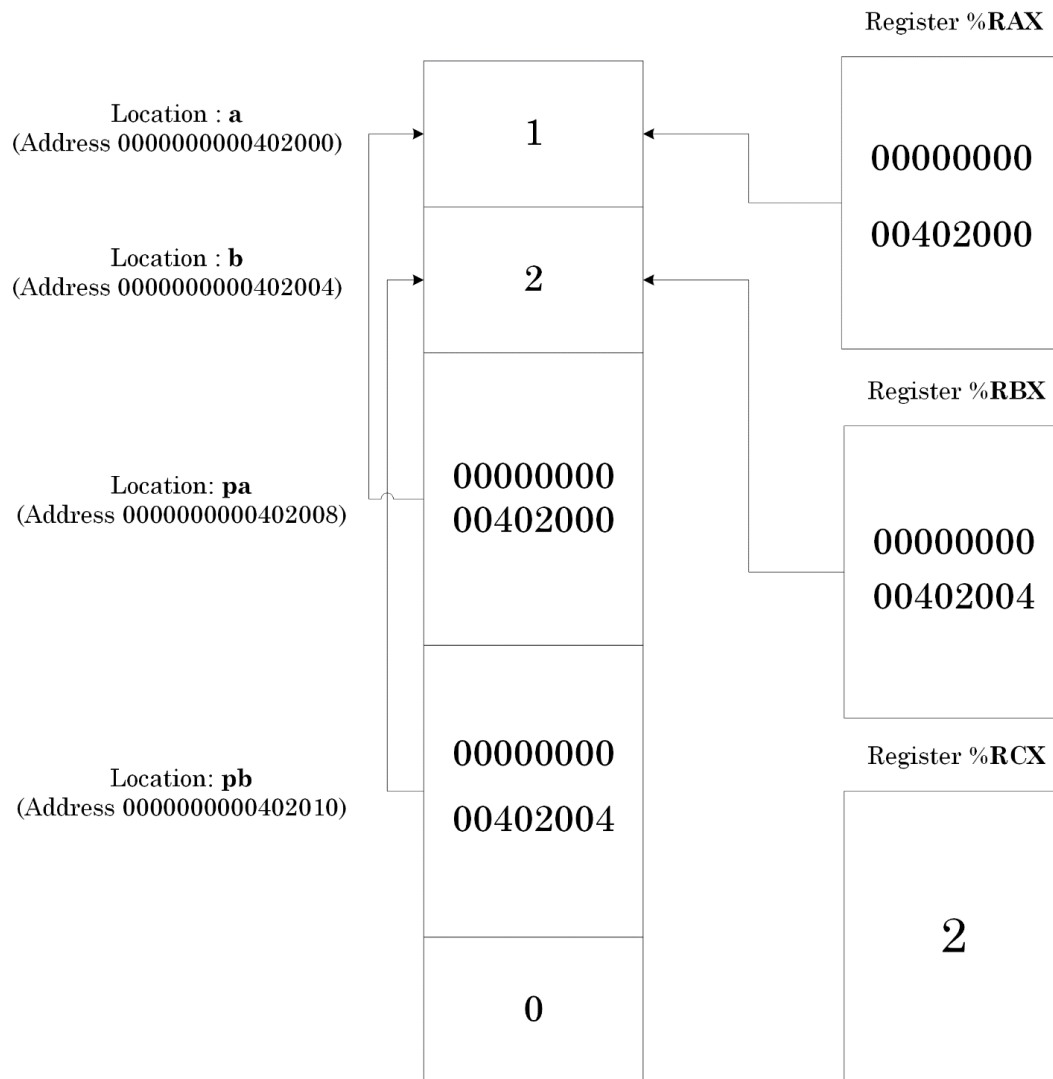 Register %RAX
Location : a
(Address 0000000000402000)
1
00000000
00402000
Location : b
(Address 0000000000402004)
2
Register %RBX
Location: pa
(Address 0000000000402008)
00000000
00402000
00000000
00402004
Location: pb
(Address 0000000000402010)
00000000
00402004
Register %RCX
2
0